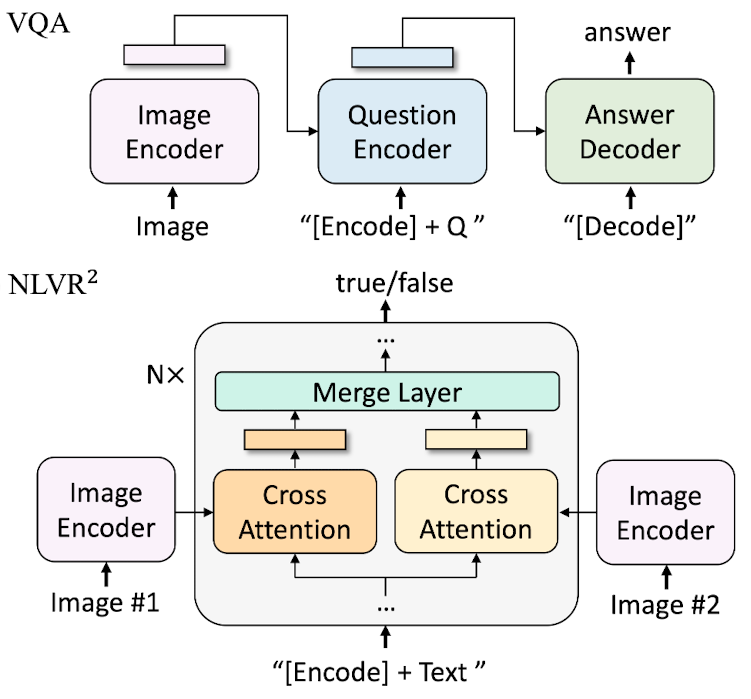 VQA
answer
Image
Encoder
Question
Encoder
Answer
Decoder
Image
“[Encode] + Q ”
“[Decode]”
NLVR²
true/false
...
N×
Merge Layer
Image
Encoder
Cross
Attention
Cross
Attention
Image
Encoder
Image #1
...
Image #2
“[Encode] + Text ”